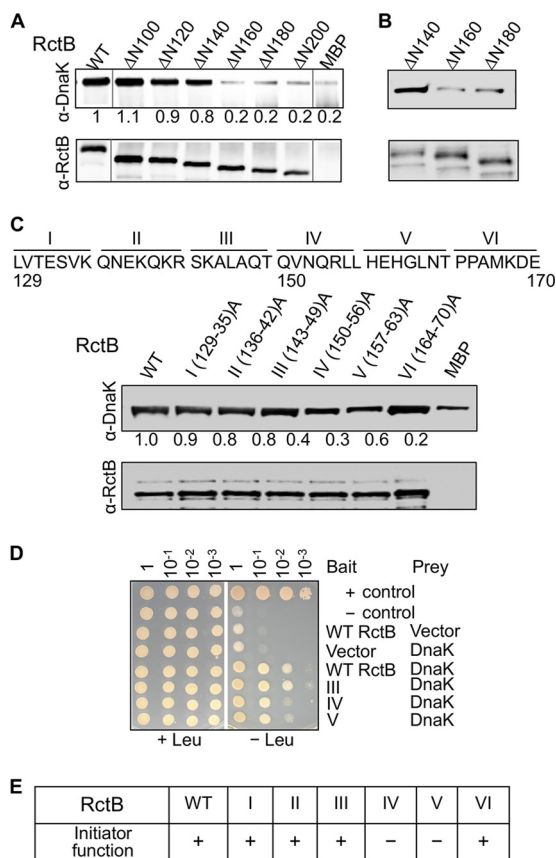 A
RctB
WT
ΔN100
ΔN120
ΔN140
ΔN160
ΔN180
ΔN200
MBP
α-DnaK
1 1.1 0.9 0.8 0.2 0.2 0.2 0.2
α-RctB
B
ΔN140
ΔN160
ΔN180
C
I II III IV V VI
LVTESVK QNEKQKR SKALAQT QVNQRLL HEHGLNT PPAMKDE
129 150 170
RctB
WT
I (129-35)A
II (136-42)A
III (143-49)A
IV (150-56)A
V (157-63)A
VI (164-70)A
MBP
α-DnaK
1.0 0.9 0.8 0.8 0.4 0.3 0.6 0.2
α-RctB
D
1 10-1 10-2 10-3 1 10-1 10-2 10-3
Bait Prey
+ control
− control
WT RctB Vector
Vector DnaK
WT RctB DnaK
III DnaK
IV DnaK
V DnaK
+ Leu − Leu
E
RctB WT I II III IV V VI
Initiator function + + + + − − +